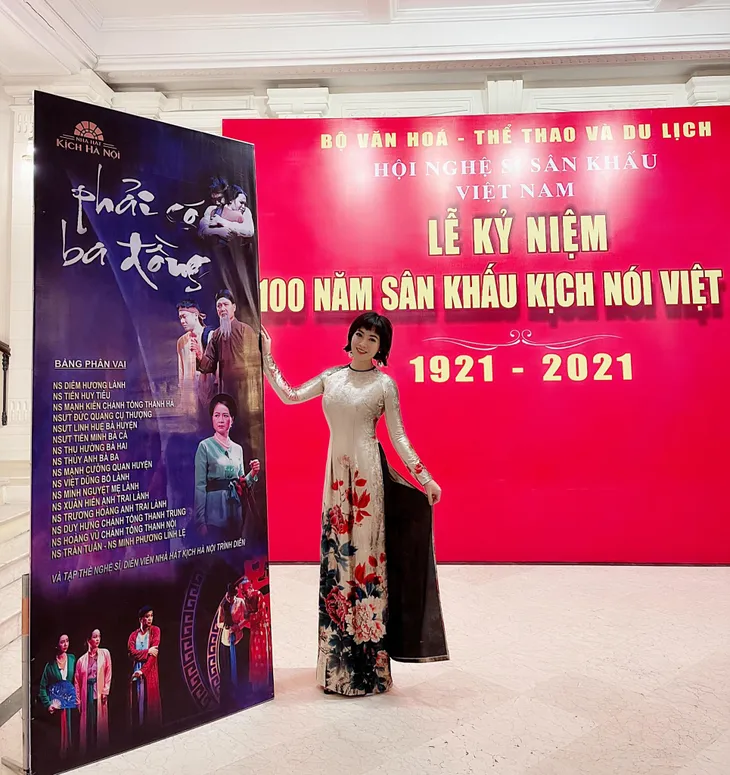 NHÀ HÁT
KỊCH HÀ NỘI
phải có
ba đồng
BẢNG PHÂN VAI
NS DIỆM HƯƠNG LÀNH
NS TIẾN HUY TIÊU
NS MẠNH KIÊN CHÁNH TỔNG THANH HÀ
NSƯT ĐỨC QUANG CỤ THƯỢNG
NSƯT LINH HUỆ BÀ HUYỆN
NSƯT TIẾN MINH BÁ CẢ
NS THU HƯỜNG BÀ HAI
NS THÙY ANH BÀ BA
NS MẠNH CƯỜNG QUAN HUYỆN
NS VIỆT DŨNG BỐ LÀNH
NS MINH NGUYỆT MẸ LÀNH
NS XUÂN HIỂN ANH TRAI LÀNH
NS TRƯƠNG HOÀNG ANH TRAI LÀNH
NS DUY HƯNG CHÁNH TỔNG THANH TRUNG
NS HOÀNG VŨ CHÁNH TỔNG THANH NỘI
NS TRẦN TUẤN - NS MINH PHƯƠNG LINH LỆ
VÀ TẬP THỂ NGHỆ SĨ, DIỄN VIÊN NHÀ HÁT KỊCH HÀ NỘI TRÌNH DIỄN
BỘ VĂN HOÁ - THỂ THAO VÀ DU LỊCH
HỘI NGHỆ SĨ SÂN KHẤU
VIỆT NAM
LỄ KỶ NIỆM
100 NĂM SÂN KHẤU KỊCH NÓI VIỆT
1921 - 2021